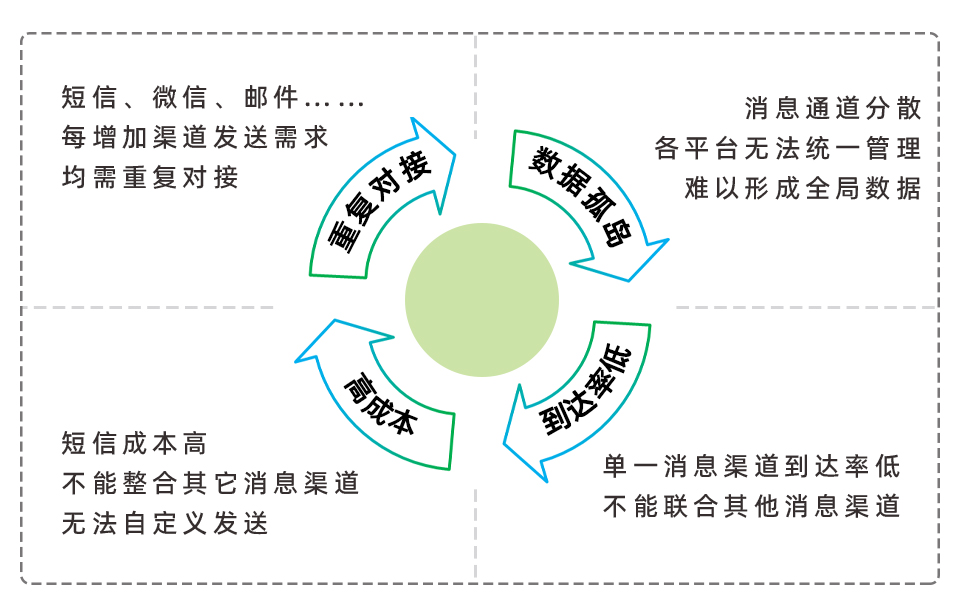 短信、微信、邮件……
每增加渠道发送需求
均需重复对接
重复对接
消息通道分散
各平台无法统一管理
难以形成全局数据
数据孤岛
高成本
短信成本高
不能整合其它消息渠道
无法自定义发送
到达率低
单一消息渠道到达率低
不能联合其他消息渠道